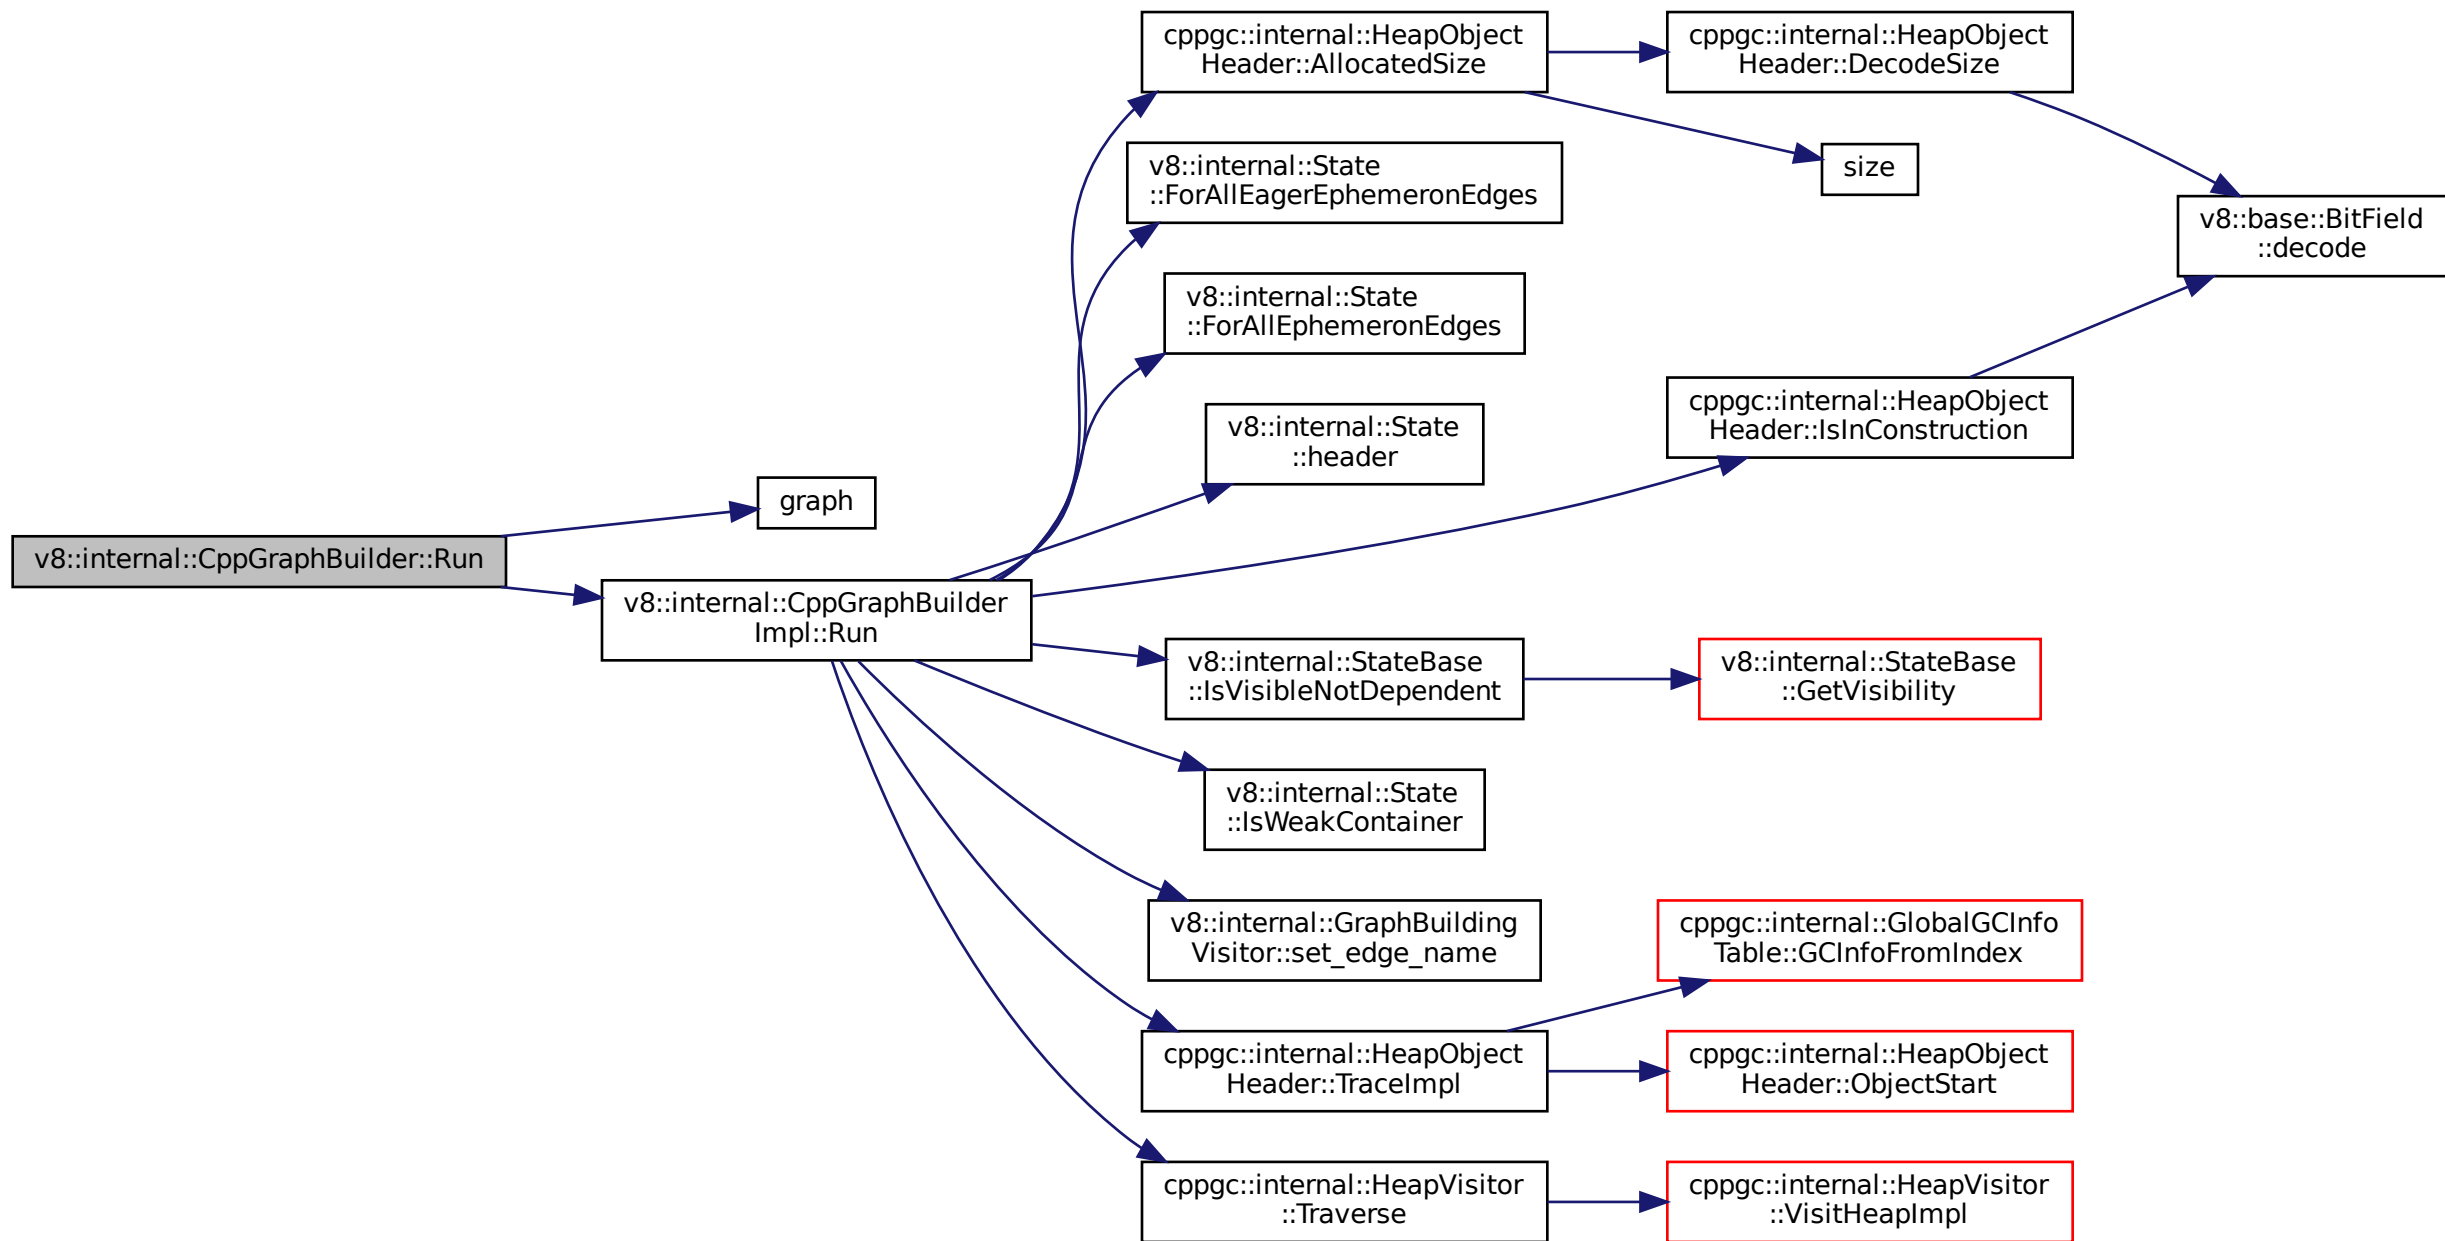 v8::internal::CppGraphBuilder::Run
graph
v8::internal::CppGraphBuilder
Impl::Run
cppgc::internal::HeapObject
Header::AllocatedSize
v8::internal::State
::ForAllEagerEphemeronEdges
v8::internal::State
::ForAllEphemeronEdges
v8::internal::State
::header
v8::internal::StateBase
::IsVisibleNotDependent
v8::internal::State
::IsWeakContainer
v8::internal::GraphBuilding
Visitor::set_edge_name
cppgc::internal::HeapObject
Header::TraceImpl
cppgc::internal::HeapVisitor
::Traverse
cppgc::internal::HeapObject
Header::DecodeSize
size
cppgc::internal::HeapObject
Header::IsInConstruction
v8::internal::StateBase
::GetVisibility
cppgc::internal::GlobalGCInfo
Table::GCInfoFromIndex
cppgc::internal::HeapObject
Header::ObjectStart
cppgc::internal::HeapVisitor
::VisitHeapImpl
v8::base::BitField
::decode